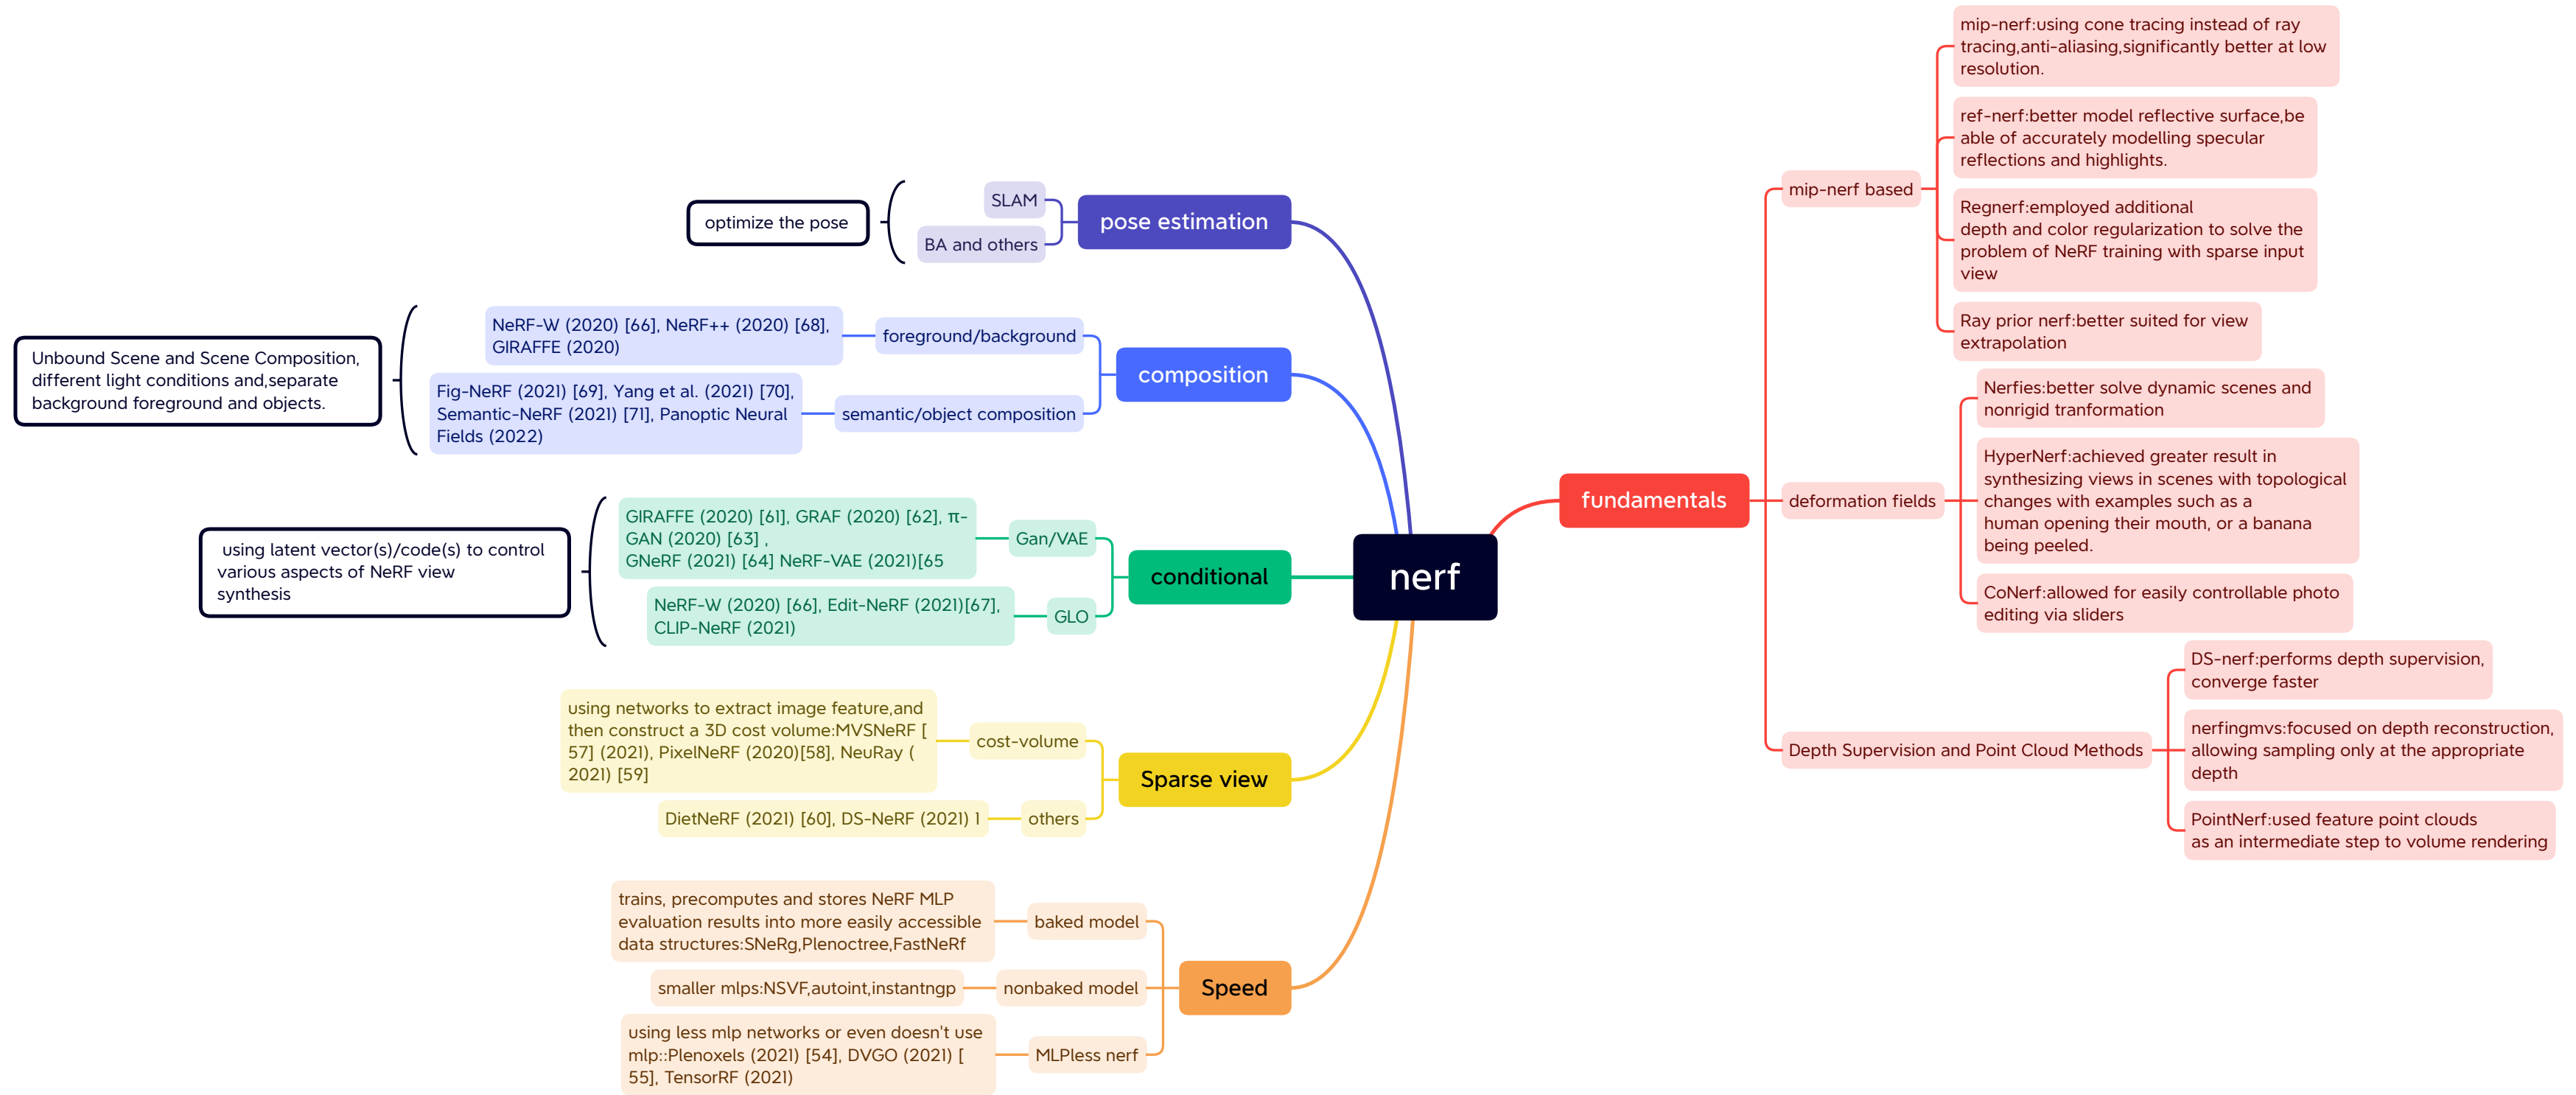 nerf
fundamentals
mip-nerf based
mip-nerf:using cone tracing instead of ray
tracing,anti-aliasing,significantly better at low
resolution.
ref-nerf:better model reflective surface,be
able of accurately modelling specular
reflections and highlights.
Regnerf:employed additional
depth and color regularization to solve the
problem of NeRF training with sparse input
view
Ray prior nerf:better suited for view
extrapolation
deformation fields
Nerfies:better solve dynamic scenes and
nonrigid tranformation
HyperNerf:achieved greater result in
synthesizing views in scenes with topological
changes with examples such as a
human opening their mouth, or a banana
being peeled.
CoNerf:allowed for easily controllable photo
editing via sliders
Depth Supervision and Point Cloud Methods
DS-nerf:performs depth supervision,
converge faster
nerfingmvs:focused on depth reconstruction,
allowing sampling only at the appropriate
depth
PointNerf:used feature point clouds
as an intermediate step to volume rendering
pose estimation
SLAM
BA and others
optimize the pose
composition
foreground/background
NeRF-W (2020) [66], NeRF++ (2020) [68],
GIRAFFE (2020)
semantic/object composition
Fig-NeRF (2021) [69], Yang et al. (2021) [70],
Semantic-NeRF (2021) [71], Panoptic Neural
Fields (2022)
Unbound Scene and Scene Composition,
different light conditions and,separate
background foreground and objects.
conditional
Gan/VAE
GIRAFFE (2020) [61], GRAF (2020) [62], π-
GAN (2020) [63] ,
GNeRF (2021) [64] NeRF-VAE (2021)[65
GLO
NeRF-W (2020) [66], Edit-NeRF (2021)[67],
CLIP-NeRF (2021)
using latent vector(s)/code(s) to control
various aspects of NeRF view
synthesis
Sparse view
cost-volume
using networks to extract image feature,and
then construct a 3D cost volume:MVSNeRF [
57] (2021), PixelNeRF (2020)[58], NeuRay (
2021) [59]
others
DietNeRF (2021) [60], DS-NeRF (2021) 1
Speed
baked model
trains, precomputes and stores NeRF MLP
evaluation results into more easily accessible
data structures:SNeRg,Plenoctree,FastNeRf
nonbaked model
smaller mlps:NSVF,autoint,instantngp
MLPless nerf
using less mlp networks or even doesn't use
mlp::Plenoxels (2021) [54], DVGO (2021) [
55], TensorRF (2021)